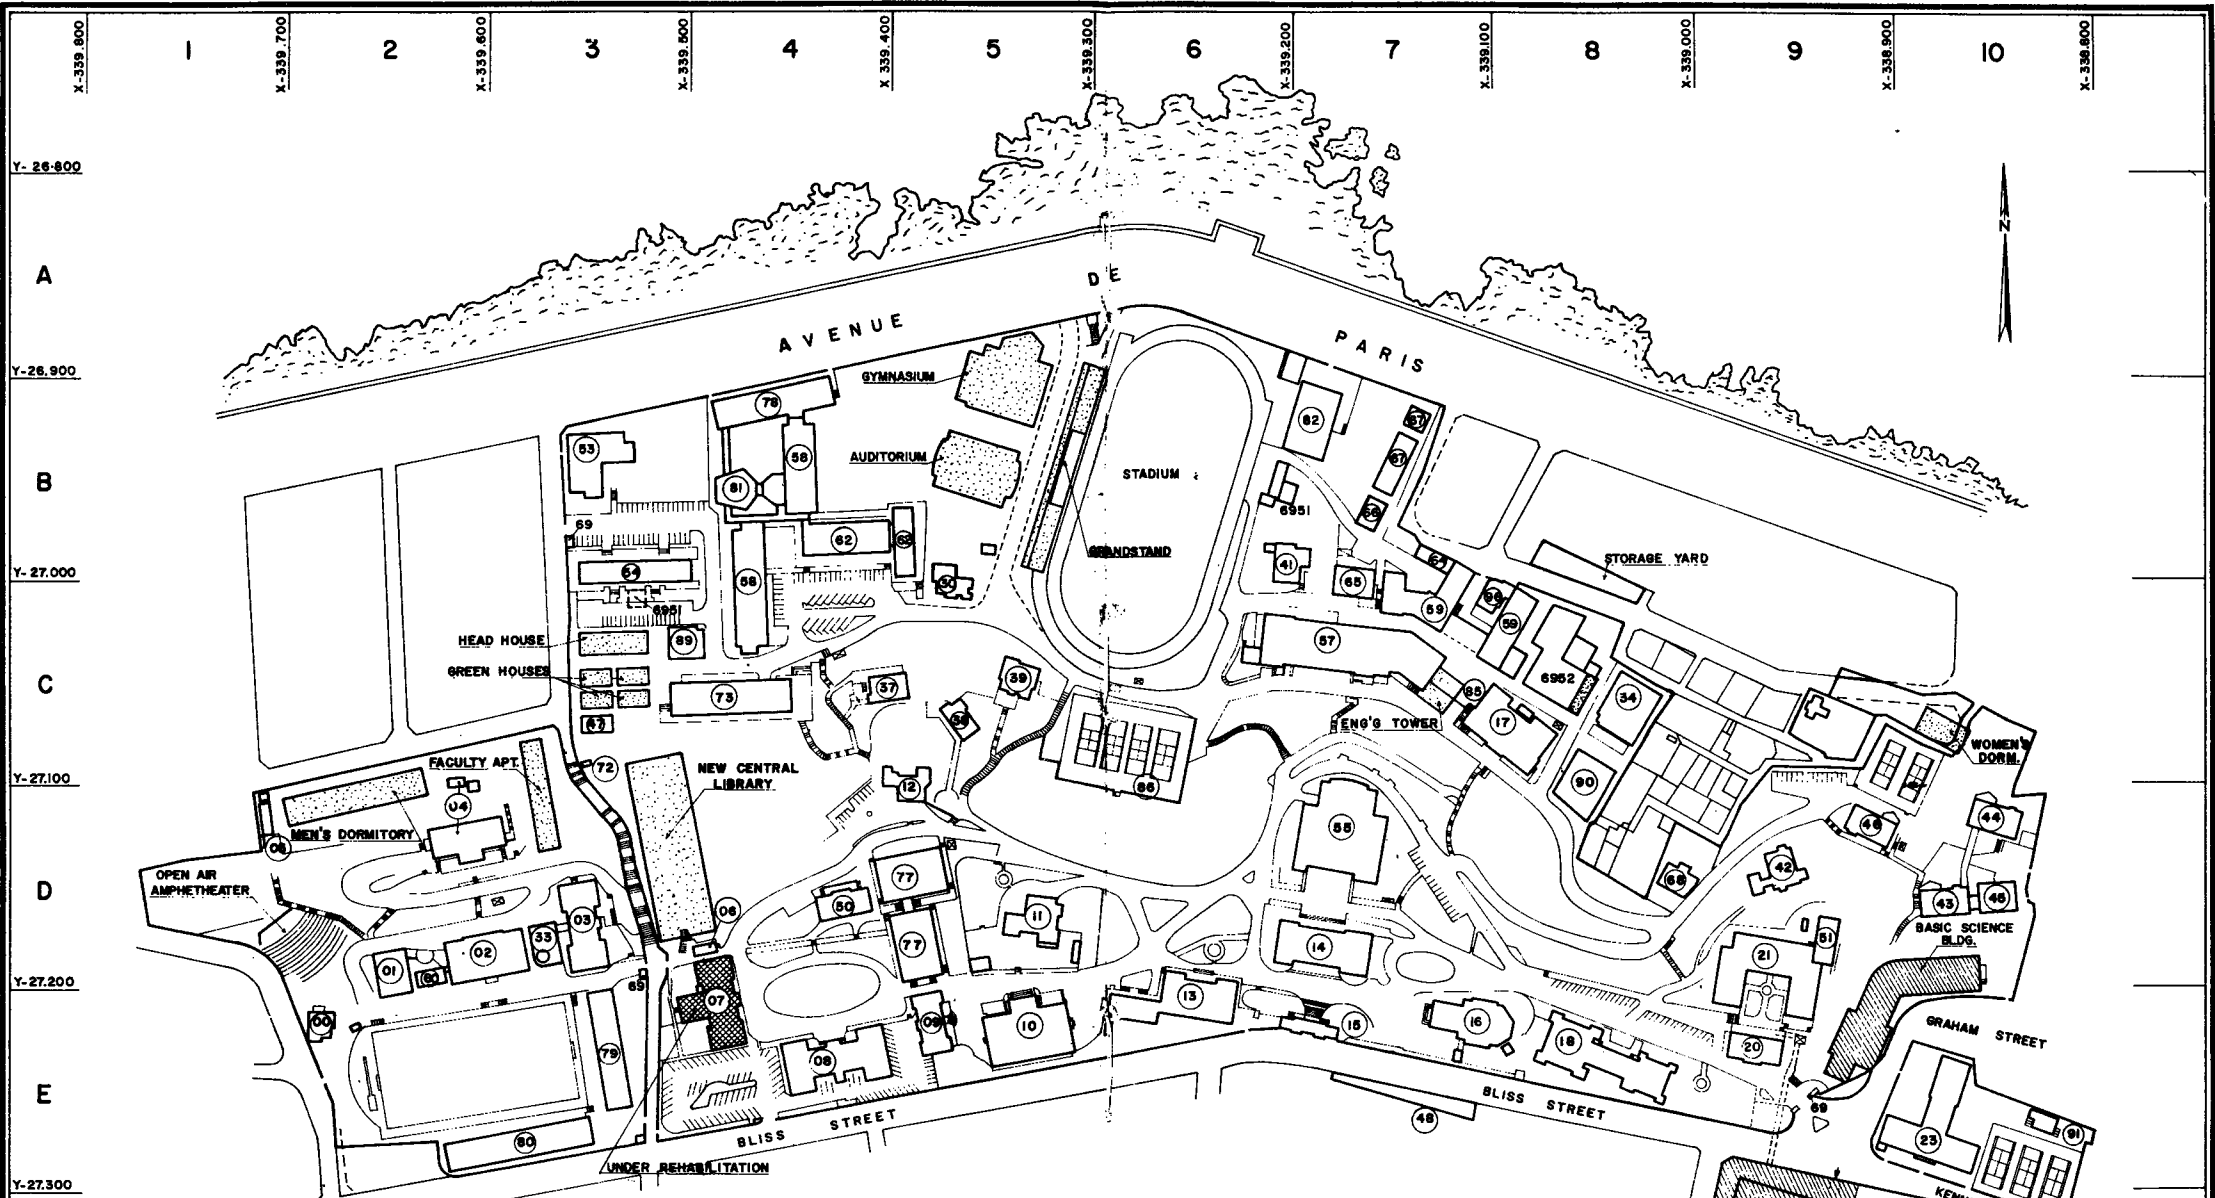 1 2 3 4 5 6 7 8 9 10
X-339.800 X-339.700 X-339.600 X-339.500 X 339.400 X-339.300 X-339.200 X-339.100 X-339.000 X-338.900 X-338.800
Y-26.800
N
A
DE
AVENUE
PARIS
Y-26.900
GYMNASIUM
78
82
67
53
AUDITORIUM
58
67
B
81
STADIUM
6951
66
69
62
63
GRANDSTAND
STORAGE YARD
64
41
65
54
58
Y-27.000
59
96
59
6951
HEAD HOUSE
89
57
GREEN HOUSES
C
73
37
39
38
6952
34
85
17
ENG'G TOWER
47
WOMEN'S
DORM.
FACULTY APT.
72
NEW CENTRAL
LIBRARY
12
86
90
Y-27.100
04
MEN'S DORMITORY
55
46
44
05
OPEN AIR
AMPHETHEATER
77
42
68
D
50
03
06
11
43
45
33
BASIC SCIENCE
BLDG.
01
02
77
14
51
21
Y-27.200
69
07
13
00
09
10
15
16
GRAHAM STREET
79
08
18
20
E
BLISS STREET
69
48
BLISS STREET
80
23
91
UNDER REHABILITATION
Y-27.300